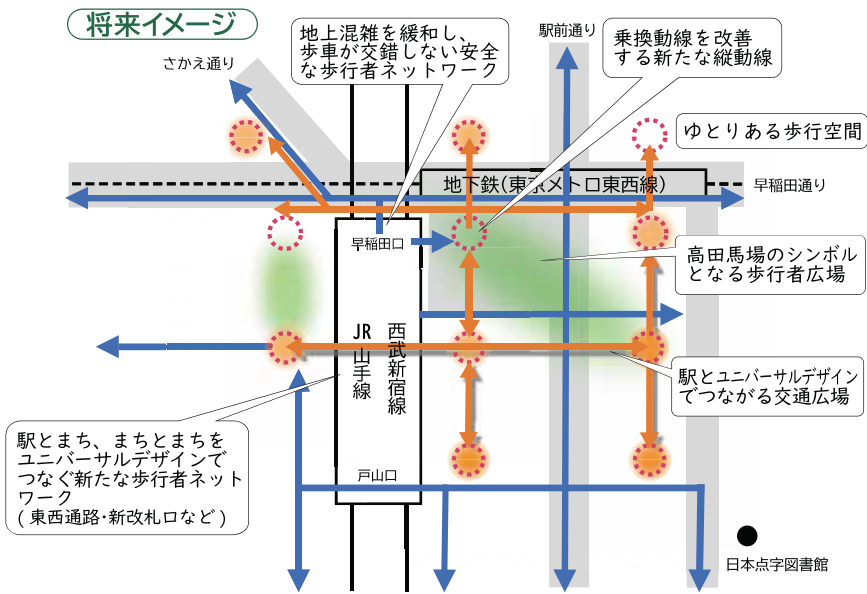 将来イメージ
さかえ通り
地上混雑を緩和し、
歩車が交錯しない安全
な歩行者ネットワーク
駅前通り
乗換動線を改善
する新たな縦動線
ゆとりある歩行空間
地下鉄(東京メトロ東西線)
早稲田通り
早稲田口
高田馬場のシンボル
となる歩行者広場
JR山手線
西武新宿線
駅とユニバーサルデザイン
でつながる交通広場
駅とまち、まちとまちを
ユニバーサルデザインで
つなぐ新たな歩行者ネット
ワーク
(東西通路・新改札口など)
戸山口
日本点字図書館